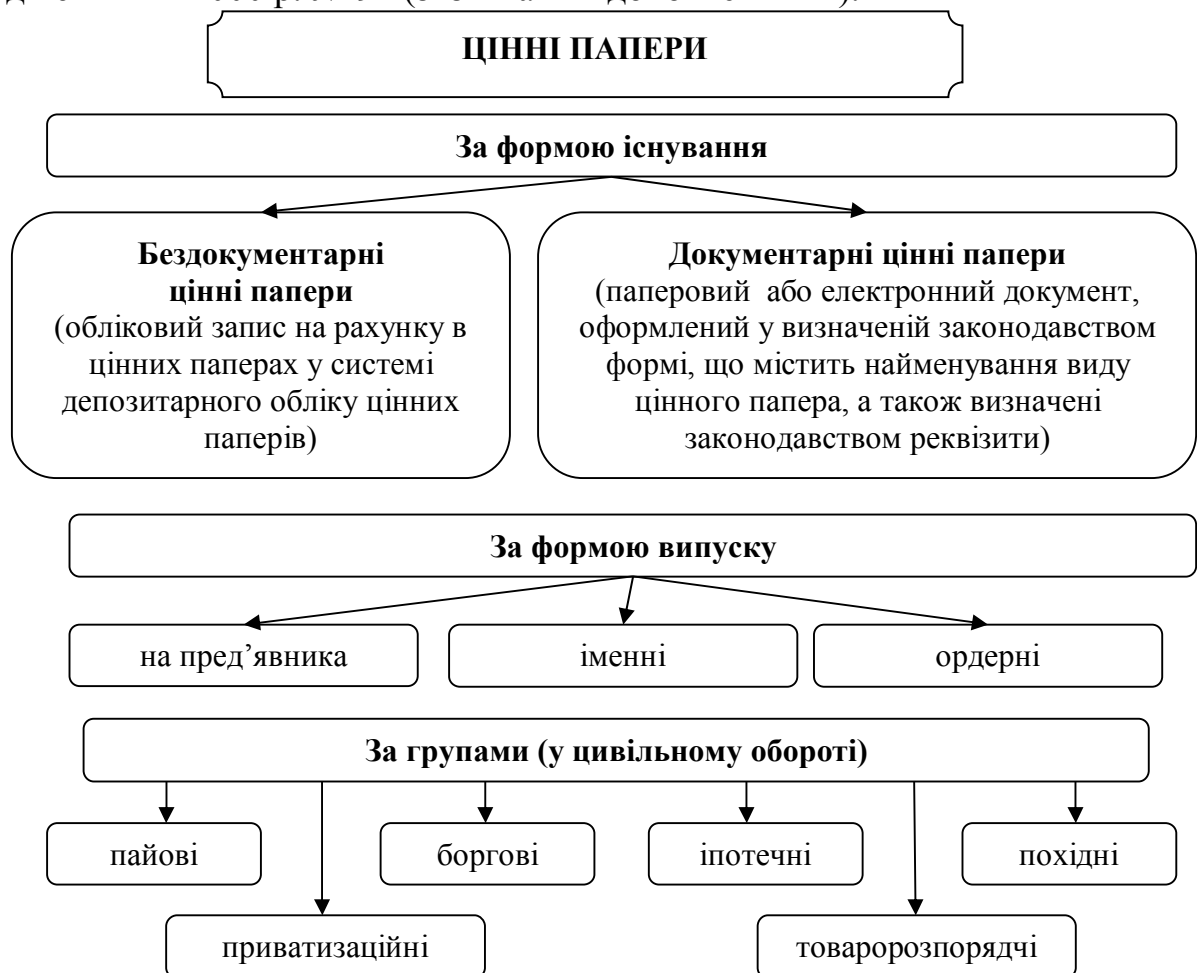 ЦІННІ ПАПЕРИ
За формою існування
Бездокументарні
цінні папери
(обліковий запис на рахунку в
цінних паперах у системі
депозитарного обліку цінних
паперів)
Документарні цінні папери
(паперовий або електронний документ,
оформлений у визначеній законодавством
формі, що містить найменування виду
цінного папера, а також визначені
законодавством реквізити)
За формою випуску
на пред’явника
іменні
ордерні
За групами (у цивільному обороті)
пайові
боргові
іпотечні
похідні
приватизаційні
товаророзпорядчі